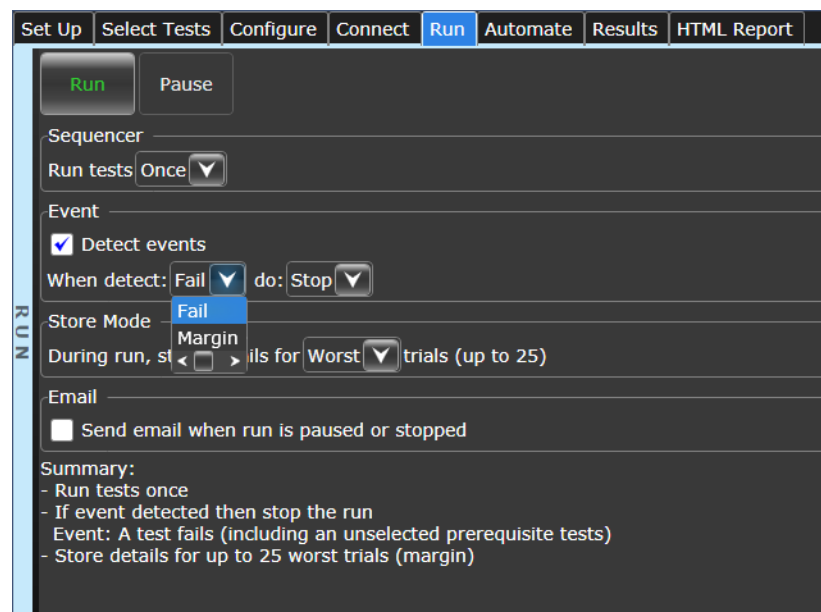 Set Up Select Tests Configure Connect Run Automate Results HTML Report
Run Pause
Sequencer
Run tests Once
Event
Detect events
When detect: Fail do: Stop
Fail
Margin
Store Mode
During run, st ils for Worst trials (up to 25)
Email
Send email when run is paused or stopped
RUN
Summary:
- Run tests once
- If event detected then stop the run
Event: A test fails (including an unselected prerequisite tests)
- Store details for up to 25 worst trials (margin)